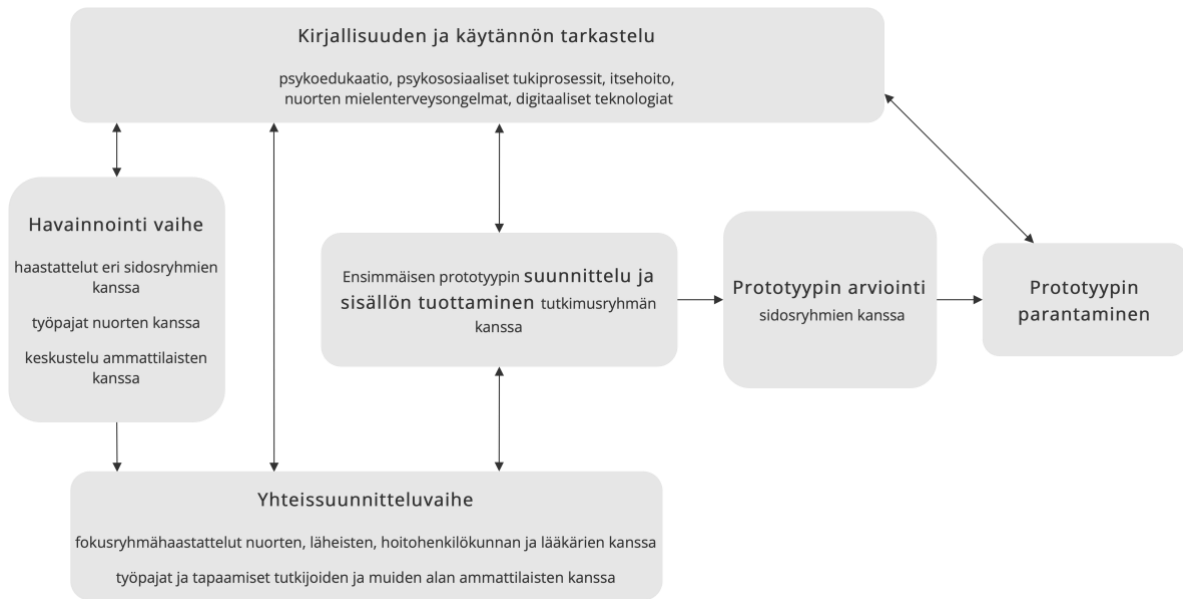 Kirjallisuuden ja käytännön tarkastelu
psykoedukaatio, psykososiaaliset tukiprosessit, itsehoito,
nuorten mielenterveysongelmat, digitaaliset teknologiat
Havainnointi vaihe
haastattelut eri sidosryhmien
kanssa
työpajat nuorten kanssa
keskustelu ammattilaisten
kanssa
Ensimmäisen prototyypin suunnittelu ja
sisällön tuottaminen tutkimusryhmän
kanssa
Prototyypin arviointi
sidosryhmien kanssa
Prototyypin
parantaminen
Yhteissuunnitteluvaihe
fokusryhmähaastattelut nuorten, läheisten, hoitohenkilökunnan ja lääkärien kanssa
työpajat ja tapaamiset tutkijoiden ja muiden alan ammattilaisten kanssa